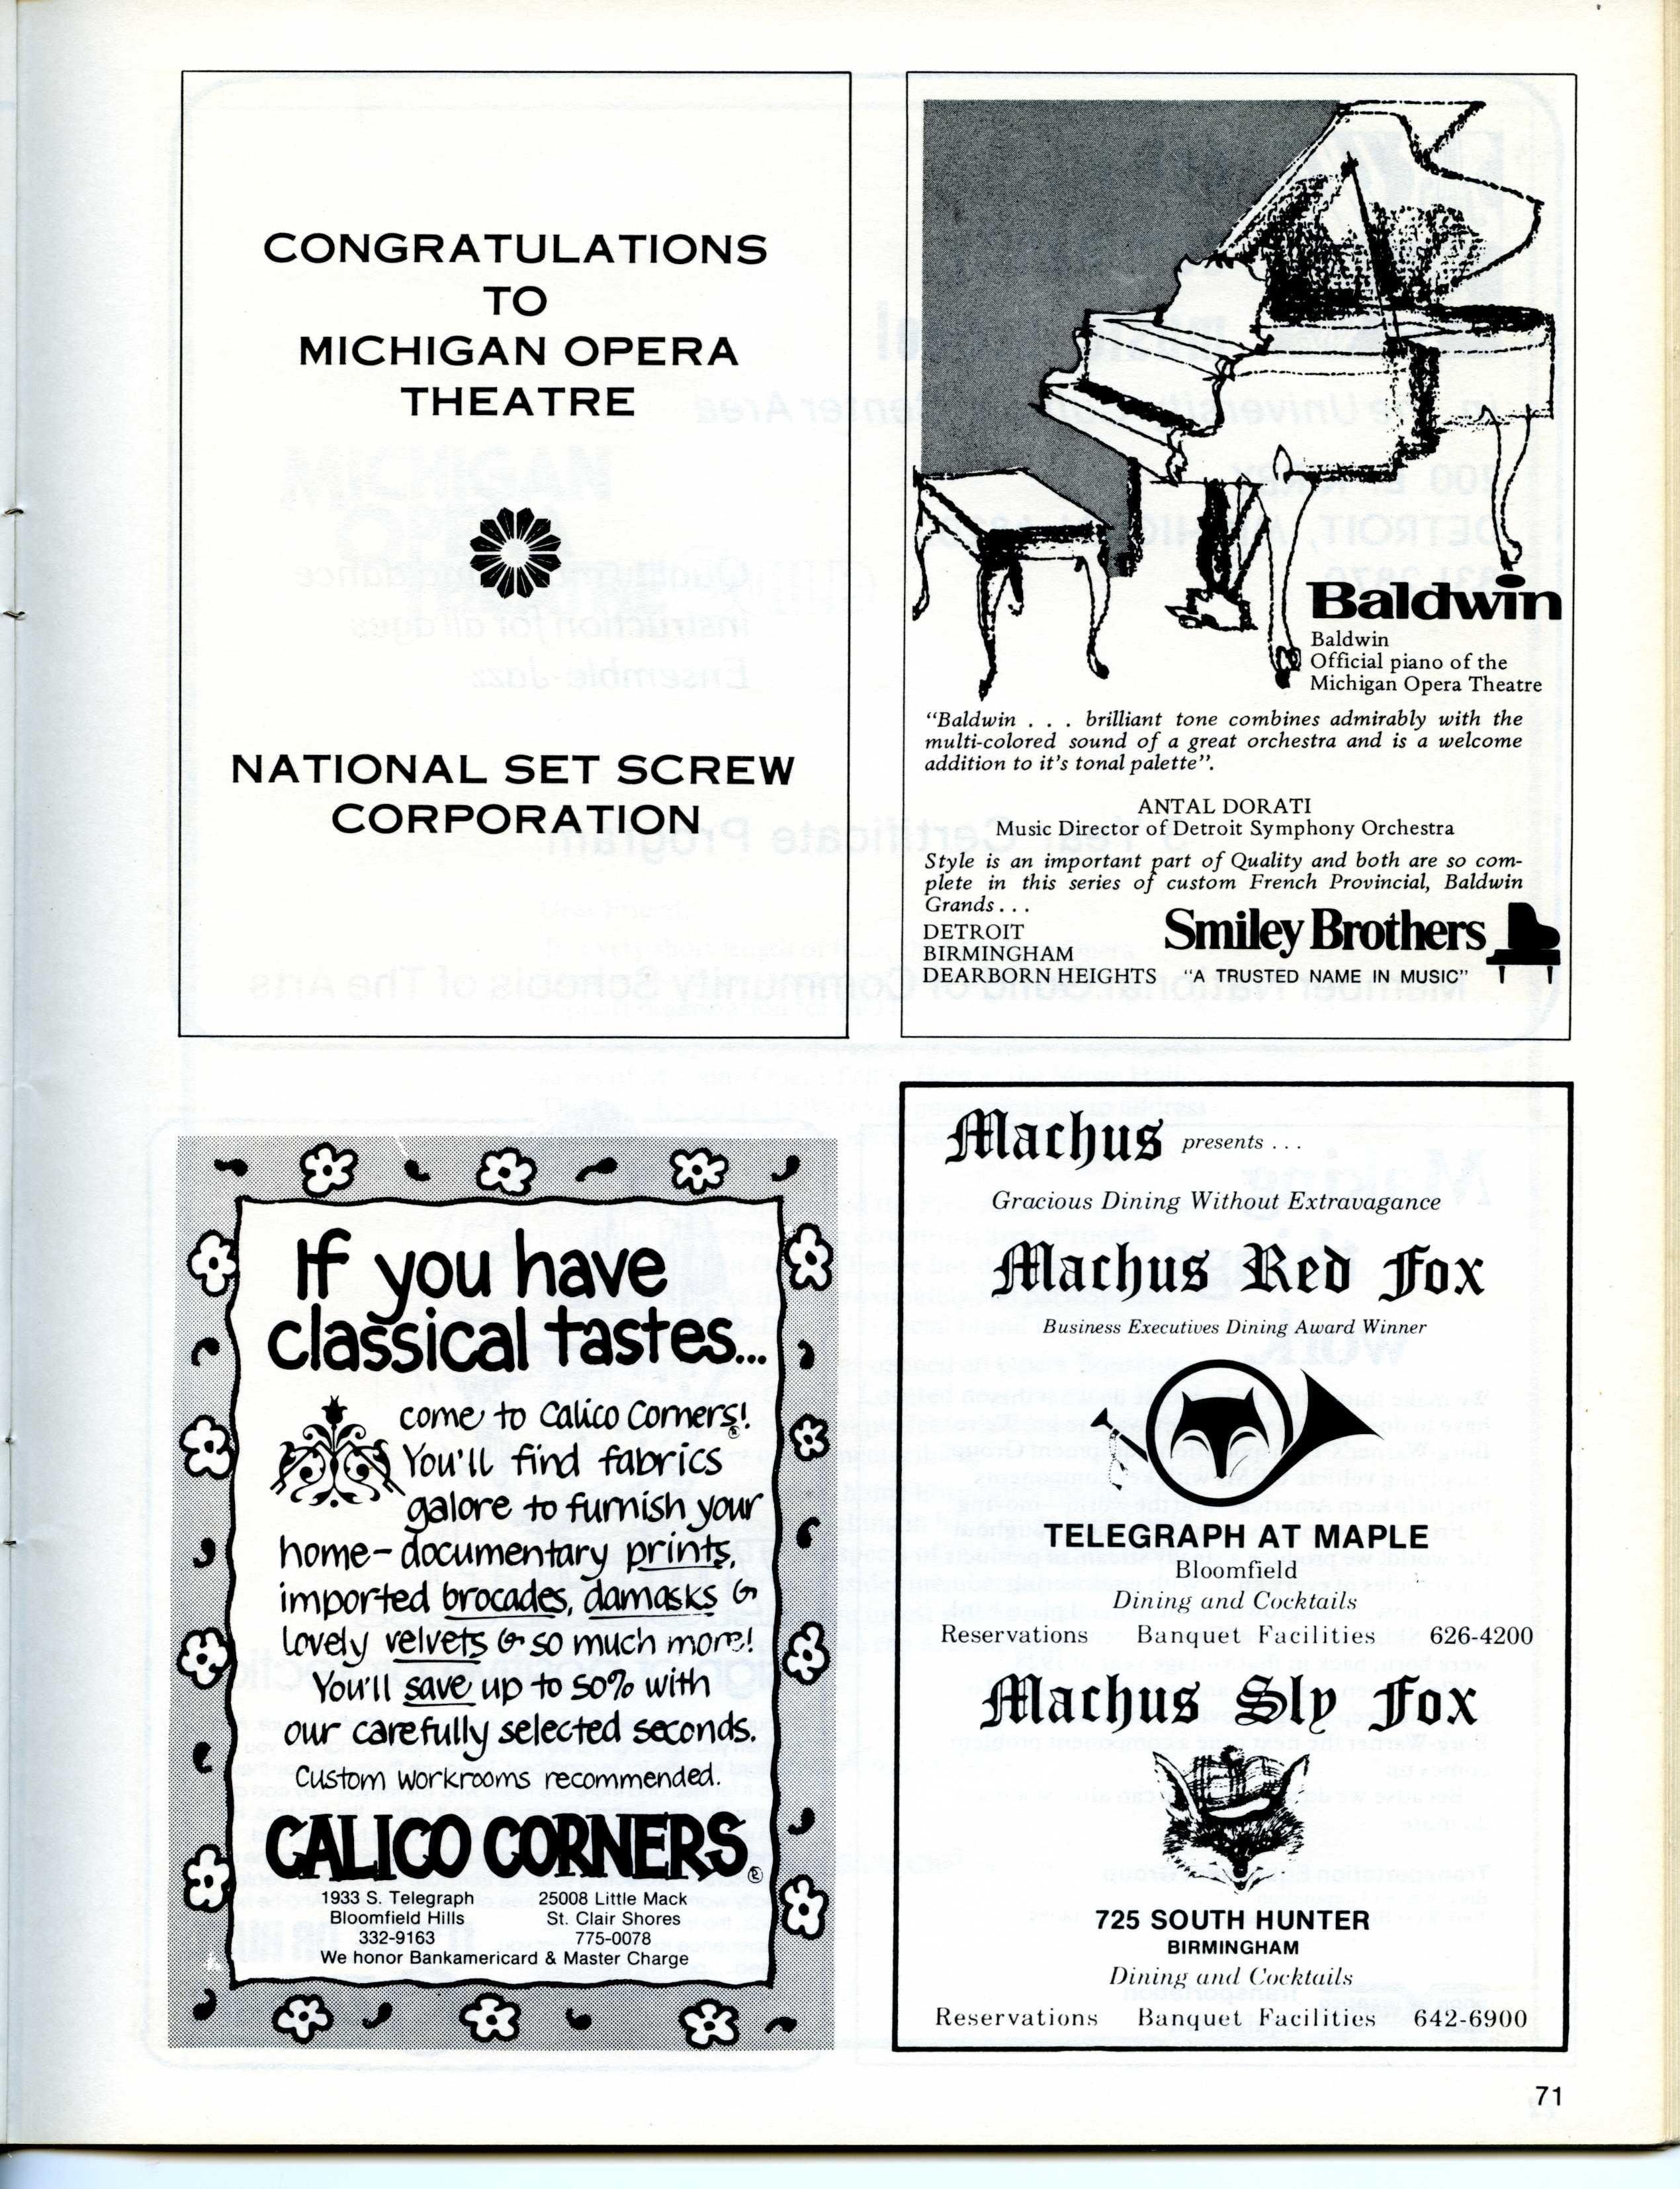 CONGRATULATIONS
TO
MICHIGAN OPERA
THEATRE
NATIONAL SET SCREW
CORPORATION
Baldwin
Baldwin
Official piano of the
Michigan Opera Theatre
"Baldwin . . . brilliant tone combines admirably with the
multi-colored sound of a great orchestra and is a welcome
addition to it's tonal palette".
ANTAL DORATI
Music Director of Detroit Symphony Orchestra
Style is an important part of Quality and both are so com-
plete in this series of custom French Provincial, Baldwin
Grands . . .
DETROIT
BIRMINGHAM
DEARBORN HEIGHTS
Smiley Brothers
"A TRUSTED NAME IN MUSIC"
If you have
classical tastes...
come to Calico Corners!®
You'll find fabrics
galore to furnish your
home-documentary prints,
imported brocades, damasks &
lovely velvets & so much more!
You'll save up to 50% with
our carefully selected seconds.
Custom workrooms recommended.
CALICO CORNERS®
1933 S. Telegraph
Bloomfield Hills
332-9163
25008 Little Mack
St. Clair Shores
775-0078
We honor Bankamericard & Master Charge
Machus presents . . .
Gracious Dining Without Extravagance
Machus Red Fox
Business Executives Dining Award Winner
TELEGRAPH AT MAPLE
Bloomfield
Dining and Cocktails
Reservations Banquet Facilities 626-4200
Machus Sly Fox
725 SOUTH HUNTER
BIRMINGHAM
Dining and Cocktails
Reservations Banquet Facilities 642-6900
71